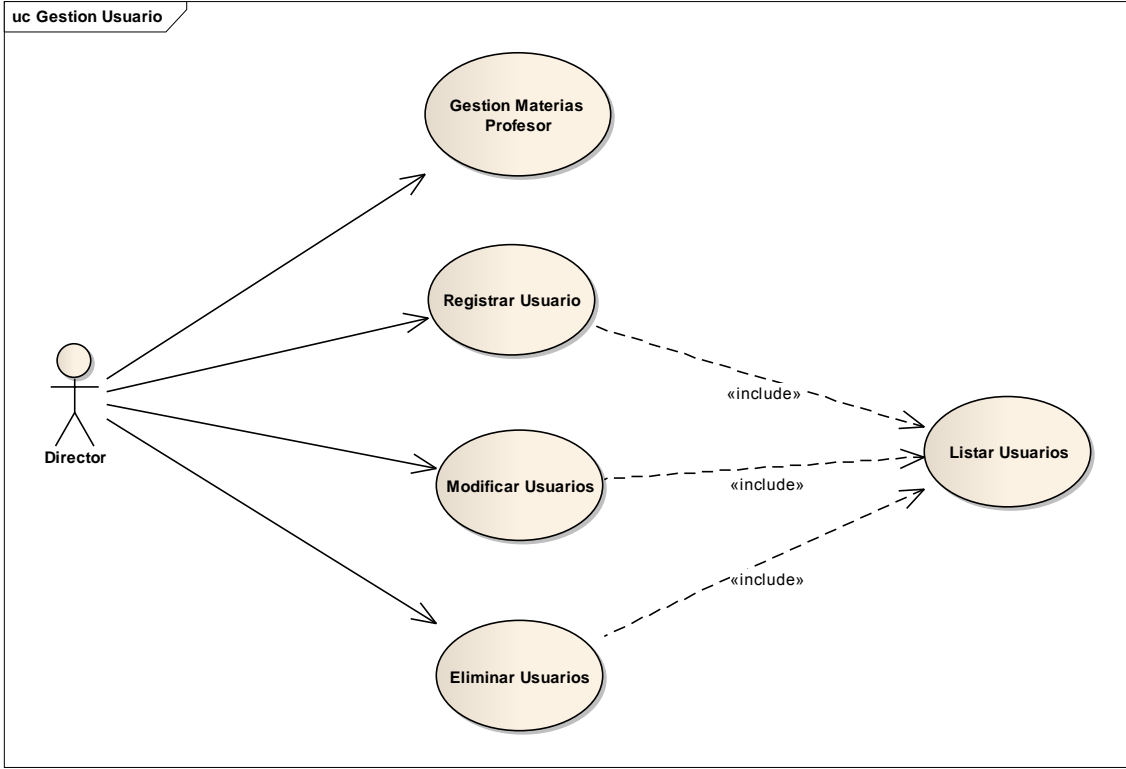 uc Gestion Usuario
Gestion Materias
Profesor
Registrar Usuario
«include»
Director
Modificar Usuarios
«include»
Listar Usuarios
«include»
Eliminar Usuarios